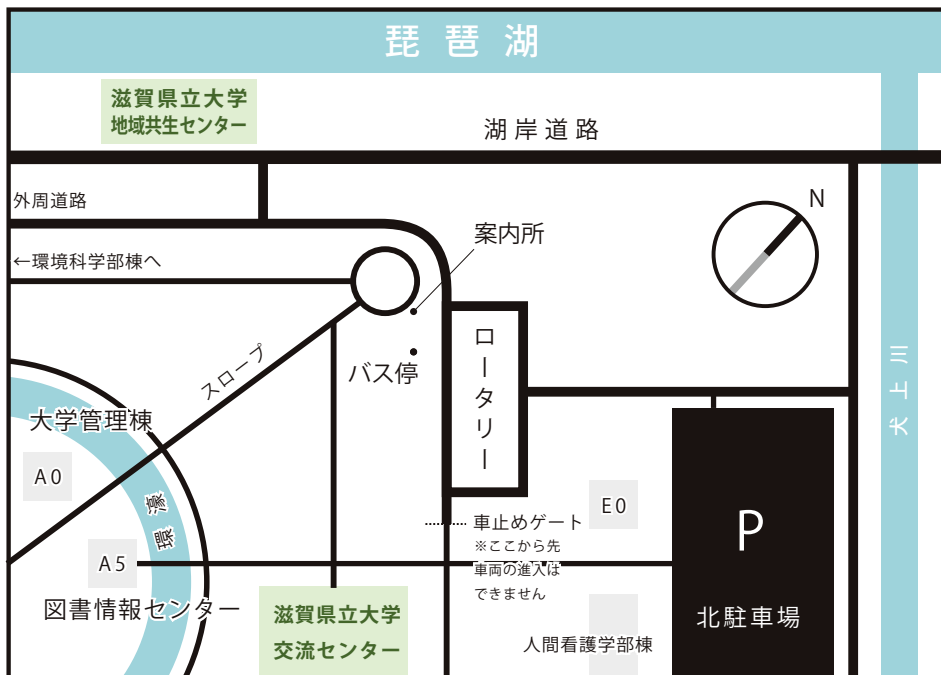 琵琶湖
滋賀県立大学
地域共生センター
湖岸道路
外周道路
N
案内所
←環境科学部棟へ
ロータリー
スロープ
バス停
犬上川
大学管理棟
A0
環濠
E0
車止めゲート
※ここから先
車両の進入は
できません
P
A5
図書情報センター
滋賀県立大学
交流センター
人間看護学部棟
北駐車場